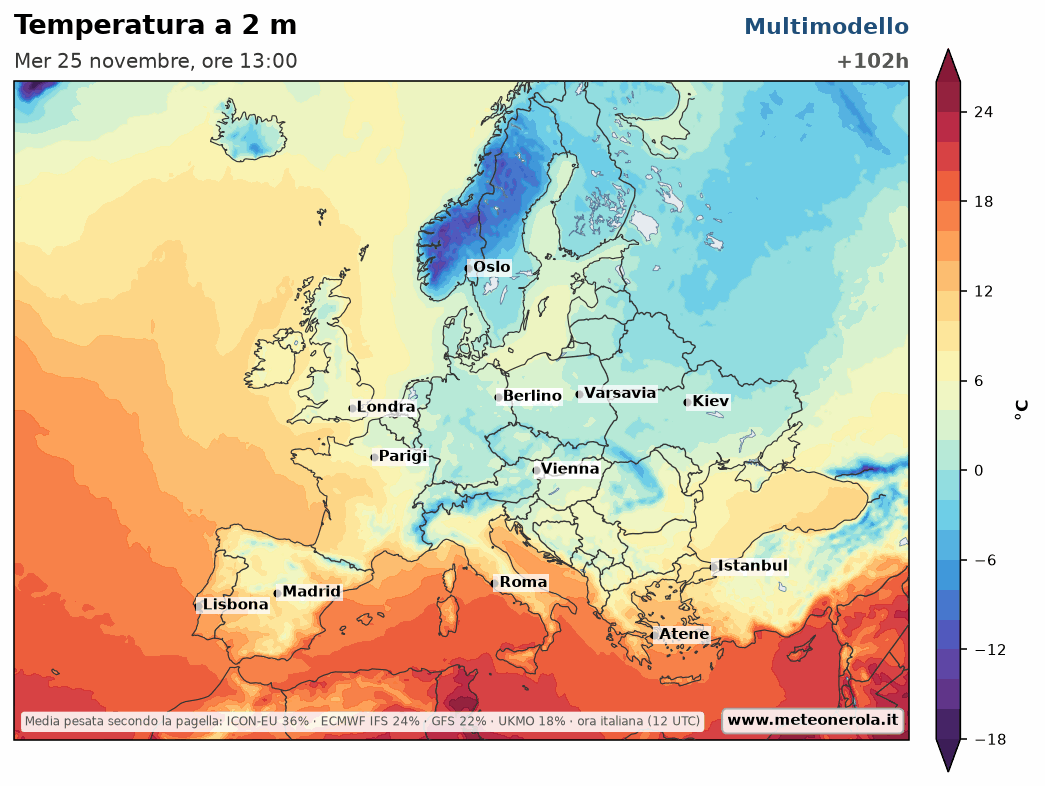 Temperatura a 2 m
Multimodello
Mer 25 novembre, ore 13:00
+102h
24
18
12
6
0
−6
−12
−18
°C
Oslo
Londra
Berlino
Varsavia
Kiev
Parigi
Vienna
Istanbul
Roma
Madrid
Lisbona
Atene
Media pesata secondo la pagella: ICON-EU 36% · ECMWF IFS 24% · GFS 22% · UKMO 18% · ora italiana (12 UTC)
www.meteonerola.it